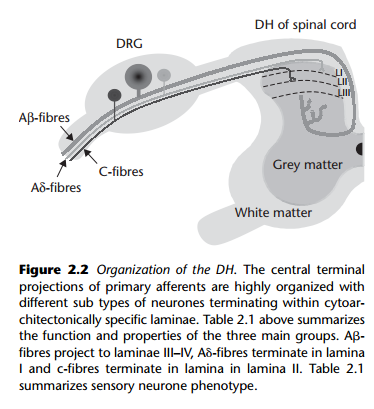 DH of spinal cord
DRG
LI
LII
LIII
Aβ-fibres
C-fibres
Aδ-fibres
Grey matter
White matter
Figure 2.2 Organization of the DH. The central terminal
projections of primary afferents are highly organized with
different sub types of neurones terminating within cytoar-
chitectonically specific laminae. Table 2.1 above summarizes
the function and properties of the three main groups. Aβ-
fibres project to laminae III–IV, Aδ-fibres terminate in lamina
I and c-fibres terminate in lamina in lamina II. Table 2.1
summarizes sensory neurone phenotype.